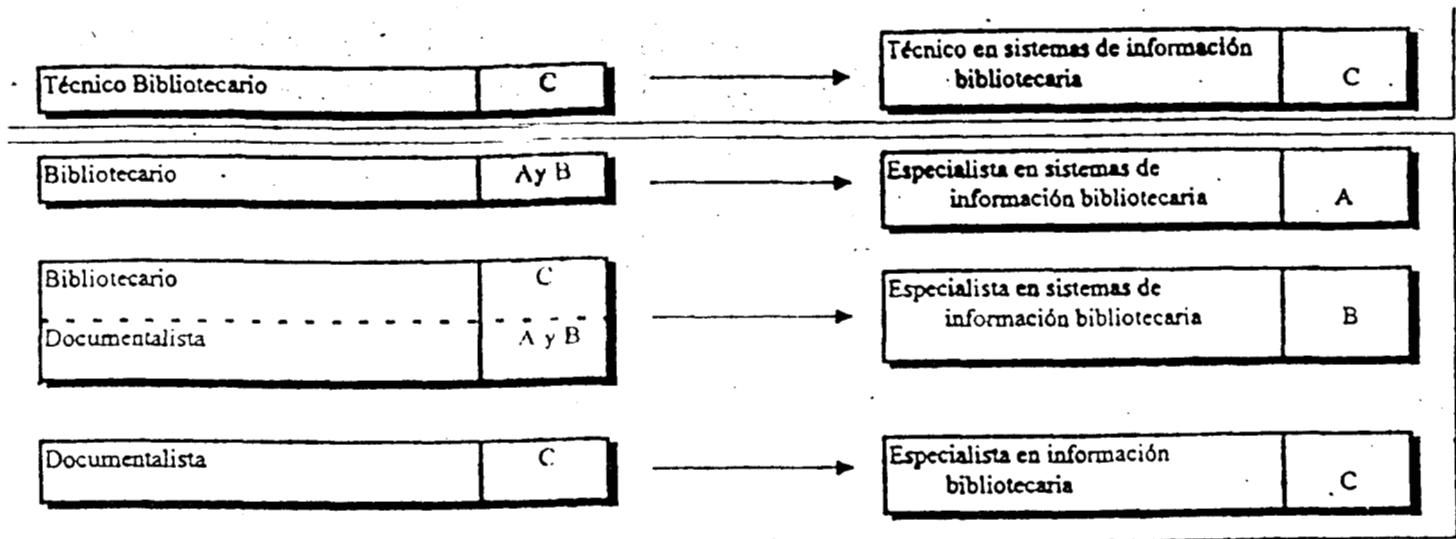 Técnico Bibliotecario C
Técnico en sistemas de información
bibliotecaria C
Bibliotecario A y B
Especialista en sistemas de
información bibliotecaria A
Bibliotecario C
Documentalista A y B
Especialista en sistemas de
información bibliotecaria B
Documentalista C
Especialista en información
bibliotecaria C